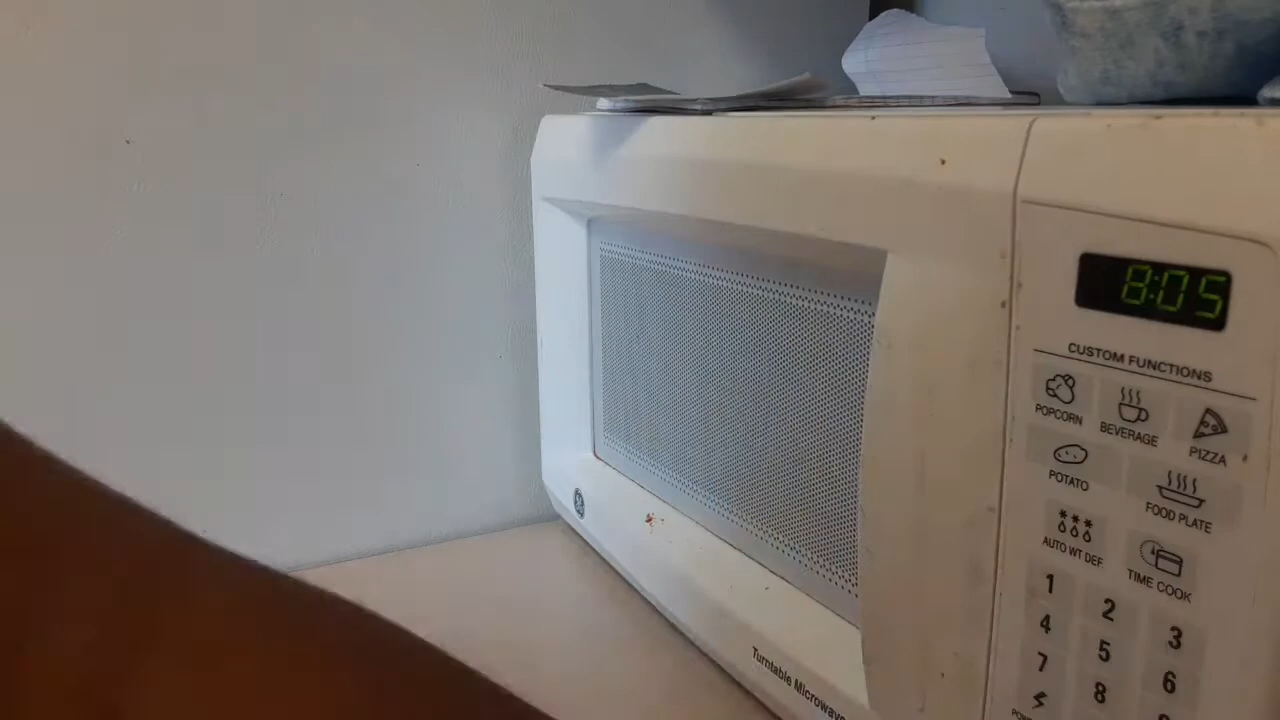 8:05
CUSTOM FUNCTIONS
POPCORN
BEVERAGE
PIZZA
POTATO
FOOD PLATE
AUTO WT DEF.
TIME COOK
1
2
3
4
5
6
7
8
GE
Turntable Microwave